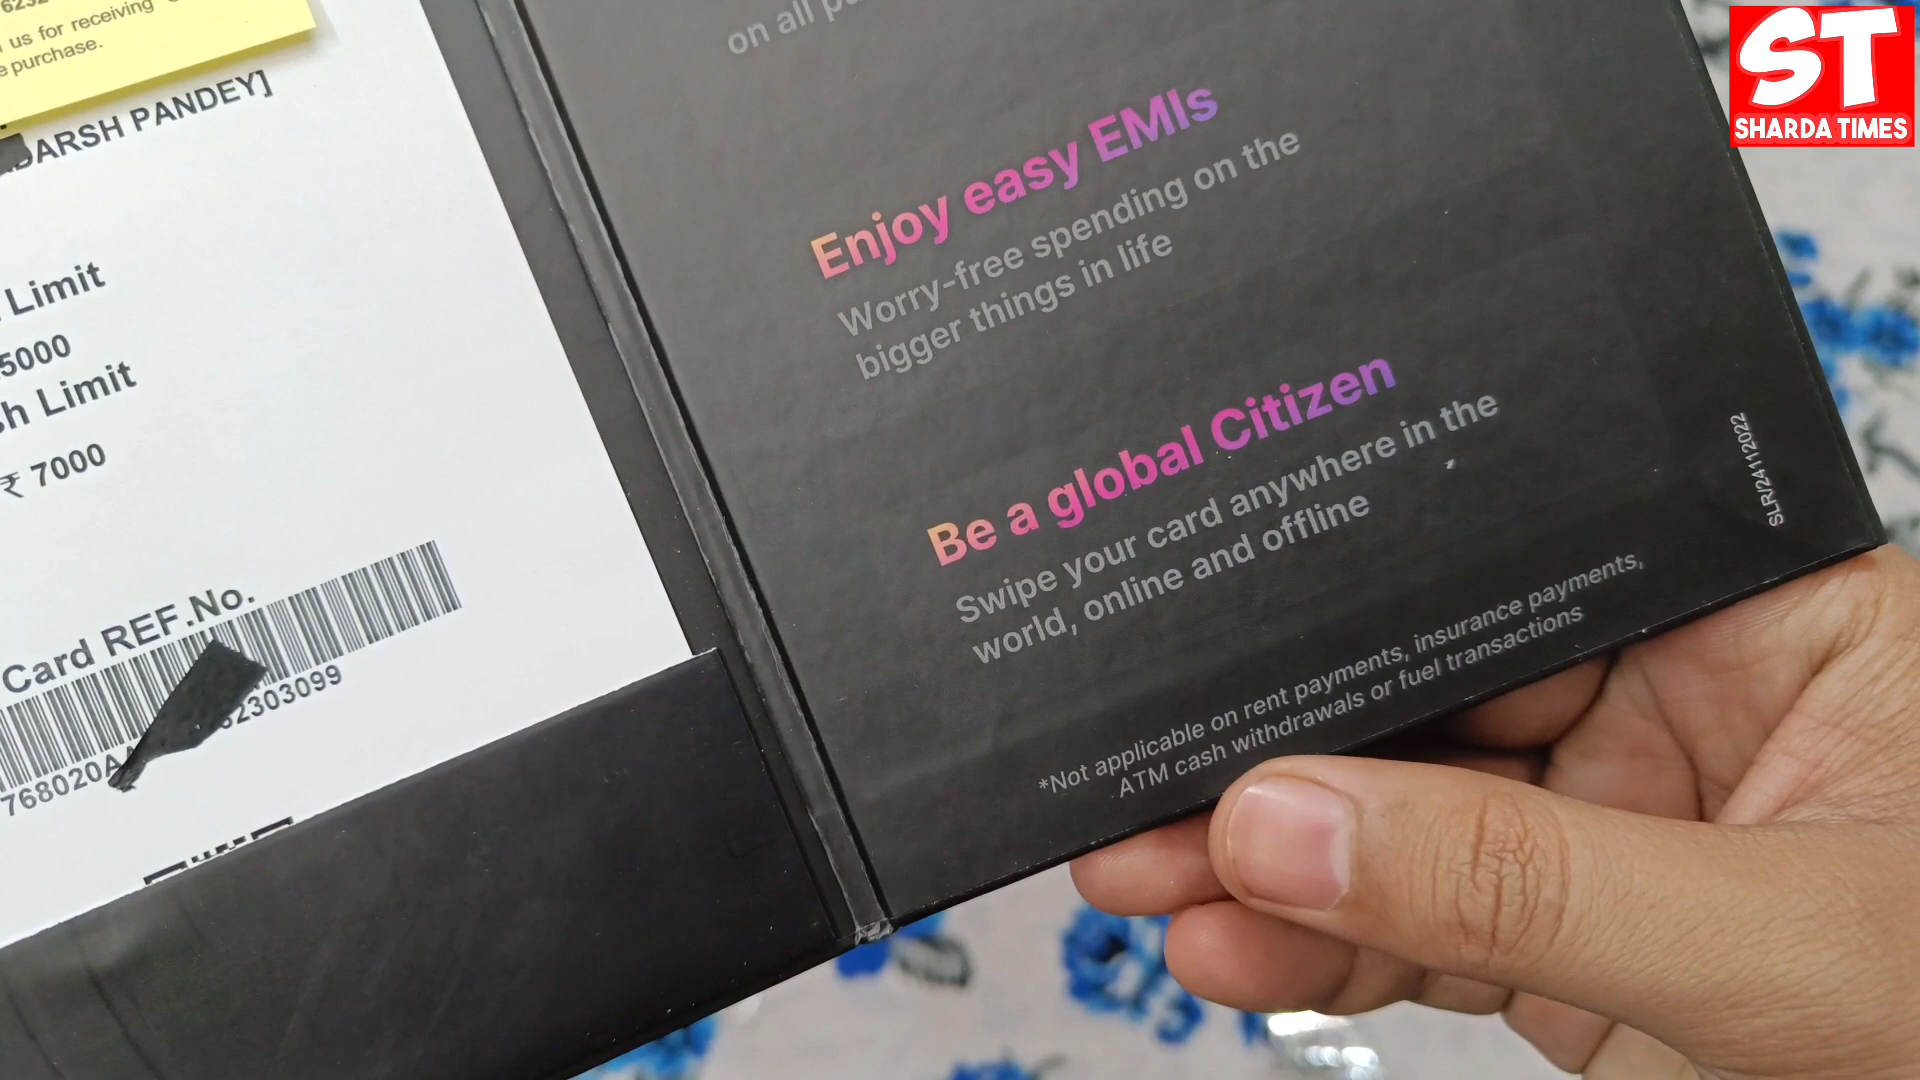 6232
us for receiving
purchase.
DARSH PANDEY]
Limit
5000
h Limit
₹ 7000
Card REF.No.
768020A
2303099
on all
Enjoy easy EMIs
Worry-free spending on the
bigger things in life
Be a global Citizen
Swipe your card anywhere in the
world, online and offline
*Not applicable on rent payments, insurance payments,
ATM cash withdrawals or fuel transactions
SLR/24112022
ST
SHARDA TIMES